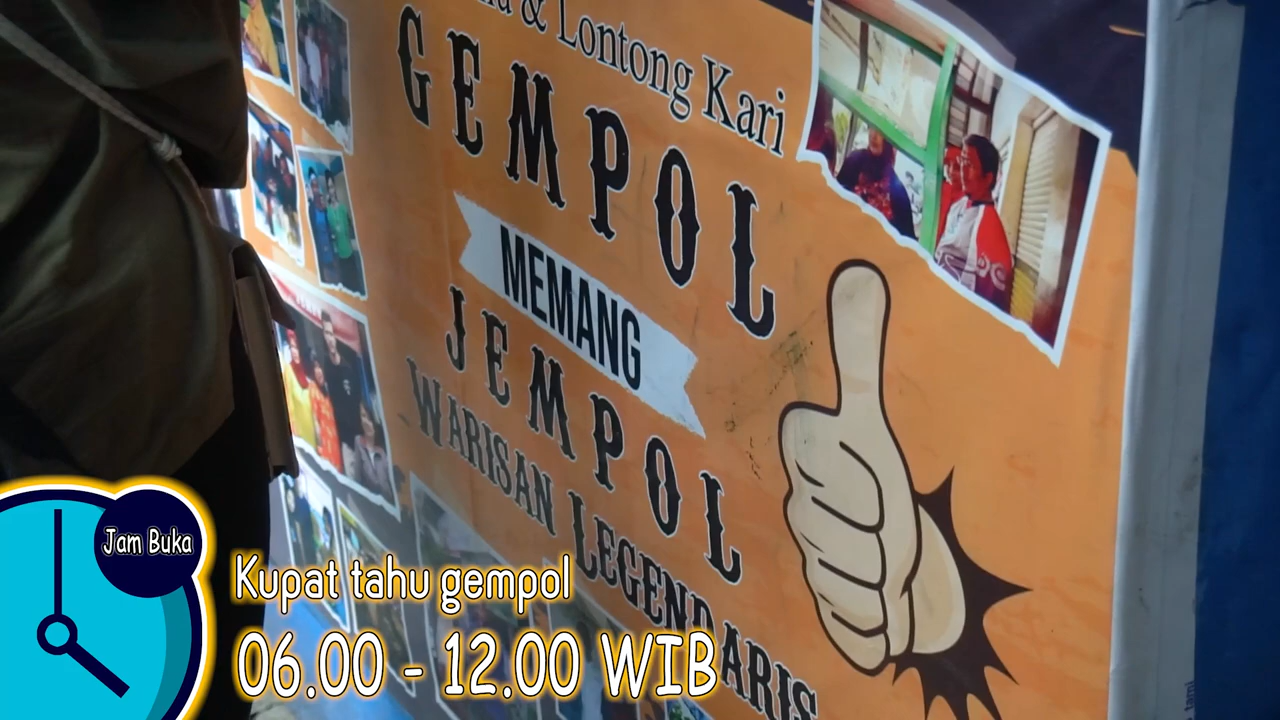 & Lontong Kari
GEMPOL
MEMANG
JEMPOL
WARISAN LEGENDARIS
Jam Buka
Kupat tahu gempol
06.00 - 12.00 WIB